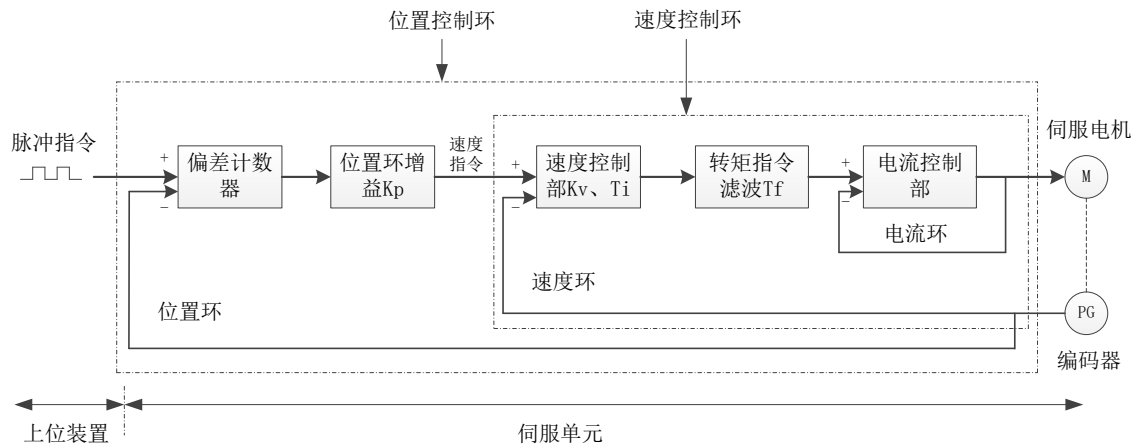 位置控制环
速度控制环
脉冲指令
+
−
偏差计数
器
位置环增
益Kp
速度
指令
+
−
速度控制
部Kv、Ti
转矩指令
滤波Tf
+
−
电流控制
部
伺服电机
M
电流环
速度环
位置环
PG
编码器
上位装置
伺服单元